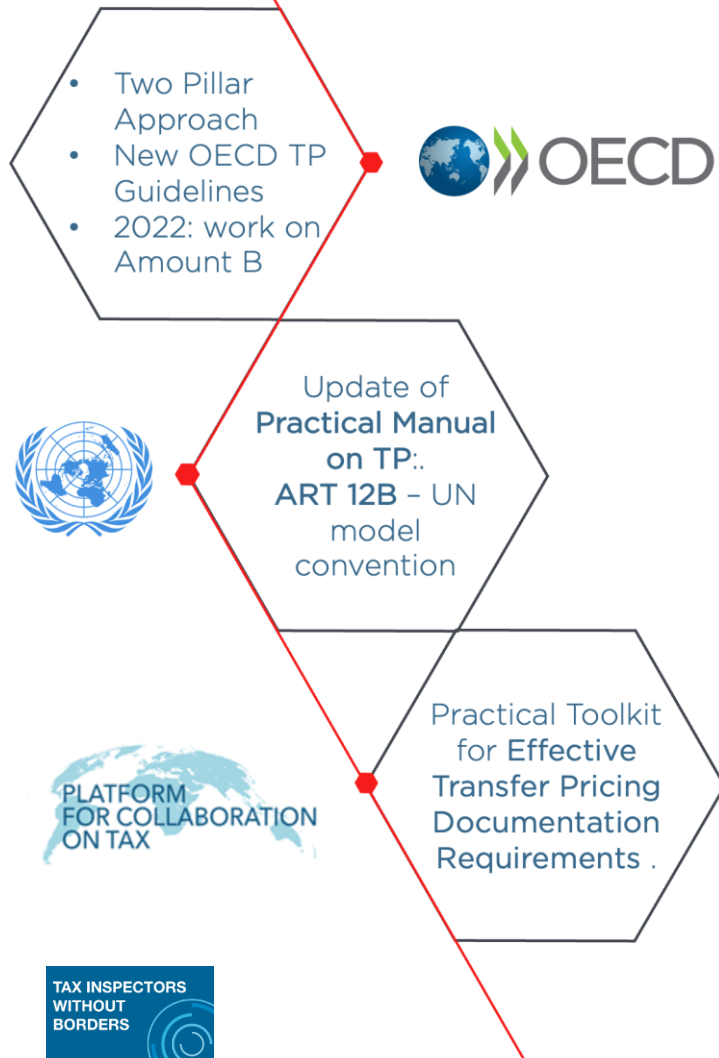 • Two Pillar
Approach
• New OECD TP
Guidelines
• 2022: work on
Amount B
OECD
Update of
Practical Manual
on TP:.
ART 12B – UN
model
convention
Practical Toolkit
for Effective
Transfer Pricing
Documentation
Requirements .
PLATFORM
FOR COLLABORATION
ON TAX
TAX INSPECTORS
WITHOUT
BORDERS